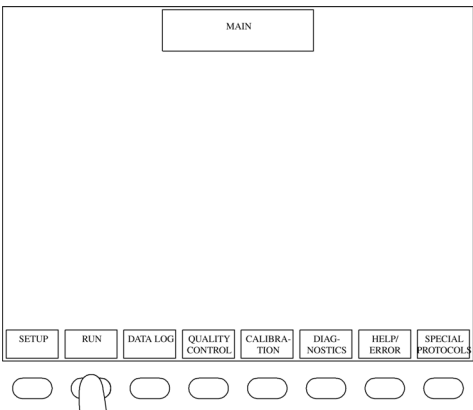 MAIN
SETUP
RUN
DATA LOG
QUALITY
CONTROL
CALIBRA-
TION
DIAG-
NOSTICS
HELP/
ERROR
SPECIAL
PROTOCOLS